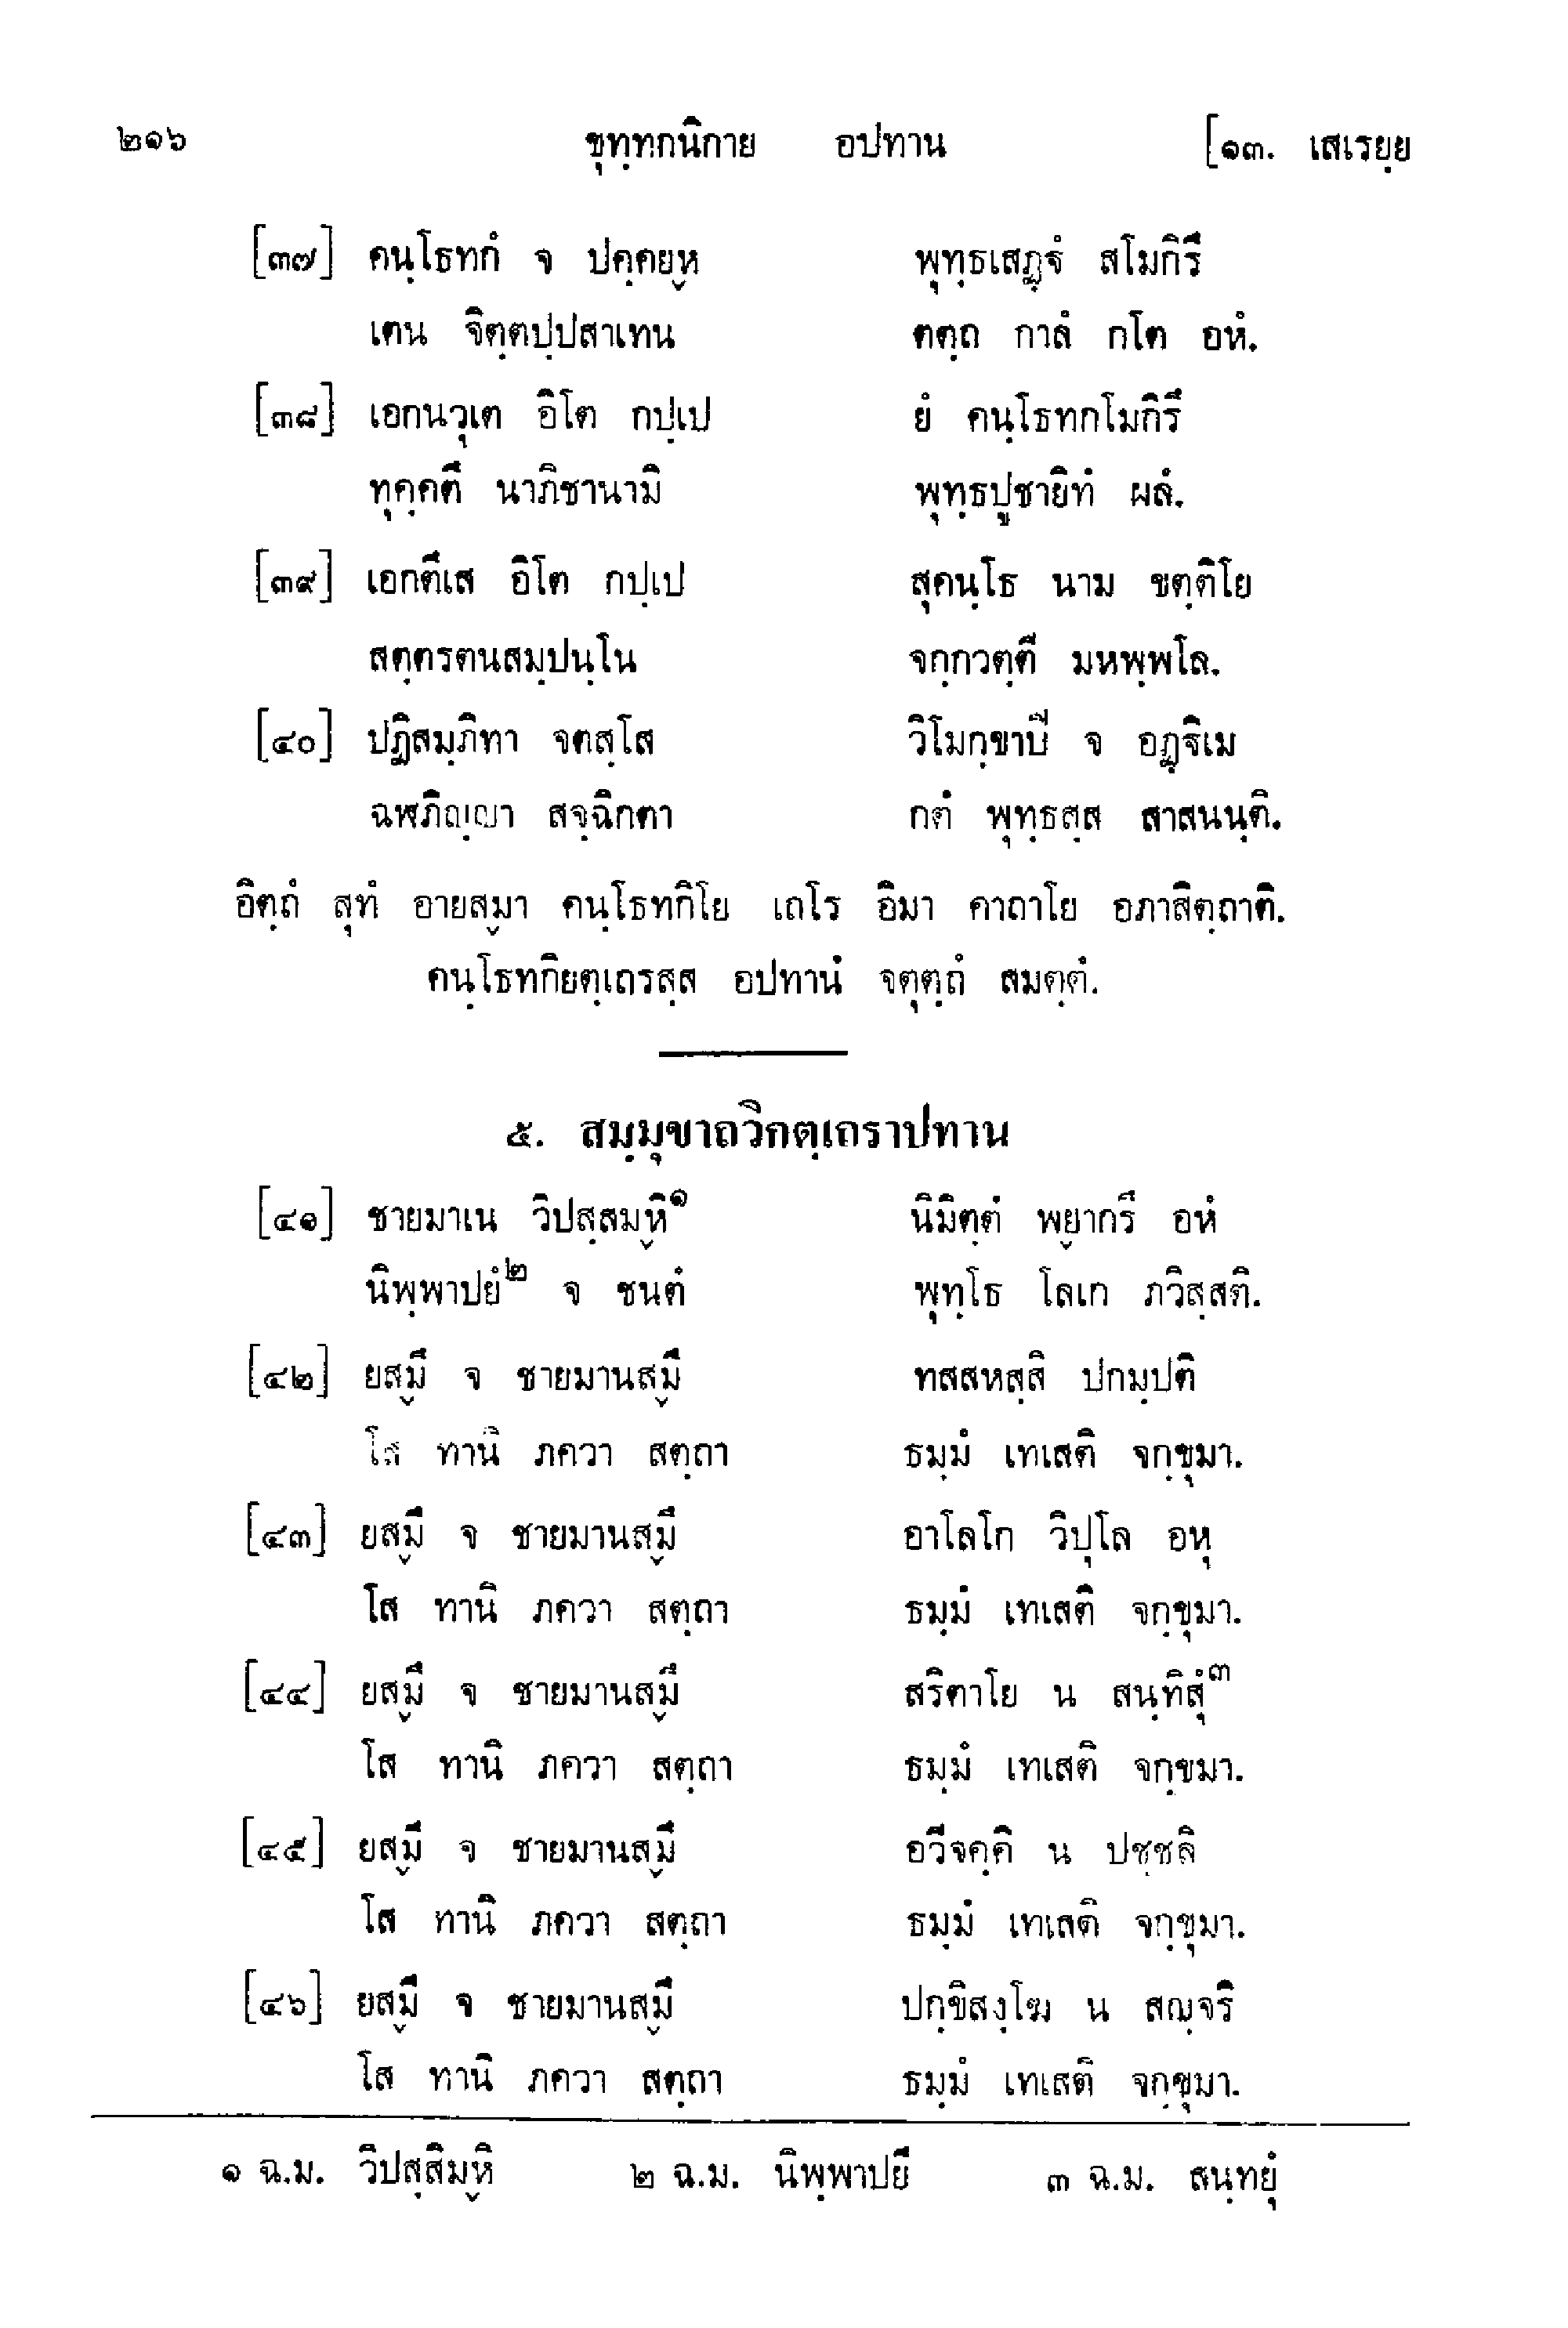 ๒๑๖ ขุทฺทกนิกาย อปทาน [๑๓. เสเรยฺย
[๓๗] คนฺโธทกํ จ ปคฺคยฺห พุทฺธเสฏฺฐํ สโมกิรึ
เตน จิตฺตปฺปสาเทน ตตฺถ กาลํ กโต อหํ.
[๓๘] เอกนวุเต อิโต กปฺเป ยํ คนฺโธทกโมกิรึ
ทุคฺคตึ นาภิชานามิ พุทฺธปูชายิทํ ผลํ.
[๓๙] เอกตึเส อิโต กปฺเป สุคนฺโธ นาม ขตฺติโย
สตฺตรตนสมฺปนฺโน จกฺกวตฺตี มหพฺพโล.
[๔๐] ปฏิสมฺภิทา จตสฺโส วิโมกฺขาปิ จ อฏฺฐิเม
ฉฬภิญฺญา สจฺฉิกตา กตํ พุทฺธสฺส สาสนนฺติ.
อิตฺถํ สุทํ อายสฺมา คนฺโธทกิโย เถโร อิมา คาถาโย อภาสิตฺถาติ.
คนฺโธทกิยตฺเถรสฺส อปทานํ จตุตฺถํ สมตฺตํ.
๕. สมฺมุขาถวิกตฺเถราปทาน
[๔๑] ชายมาเน วิปสฺสมฺหิ๑ นิมิตฺตํ พฺยากรึ อหํ
นิพฺพาปยํ๒ จ ชนตํ พุทฺโธ โลเก ภวิสฺสติ.
[๔๒] ยสฺมึ จ ชายมานสฺมึ ทสสหสฺสิ ปกมฺปติ
โส ทานิ ภควา สตฺถา ธมฺมํ เทเสติ จกฺขุมา.
[๔๓] ยสฺมึ จ ชายมานสฺมึ อาโลโก วิปุโล อหุ
โส ทานิ ภควา สตฺถา ธมฺมํ เทเสติ จกฺขุมา.
[๔๔] ยสฺมึ จ ชายมานสฺมึ สริตาโย น สนฺทิสุํ๓
โส ทานิ ภควา สตฺถา ธมฺมํ เทเสติ จกฺขมา.
[๔๕] ยสฺมึ จ ชายมานสฺมึ อวีจคฺคิ น ปชฺชลิ
โส ทานิ ภควา สตฺถา ธมฺมํ เทเสติ จกฺขุมา.
[๔๖] ยสฺมึ จ ชายมานสฺมึ ปกฺขิสงฺโฆ น สญฺจริ
โส ทานิ ภควา สตฺถา ธมฺมํ เทเสติ จกฺขุมา.
๑ ฉ.ม. วิปสฺสิมฺหิ ๒ ฉ.ม. นิพฺพาปยึ ๓ ฉ.ม. สนฺทยุํ